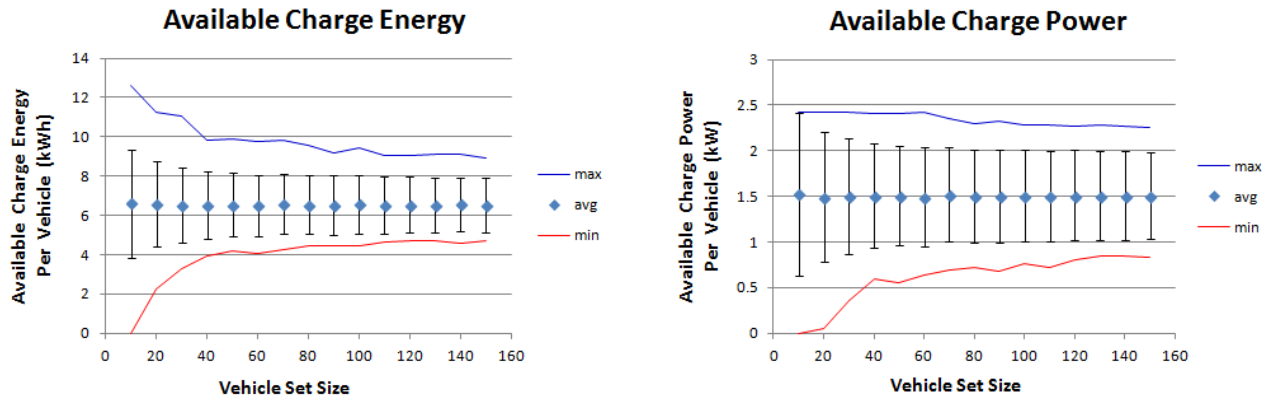 Available Charge Energy
Available Charge Energy
Per Vehicle (kWh)
14
12
10
8
6
4
2
0
0 20 40 60 80 100 120 140 160
Vehicle Set Size
max
avg
min
Available Charge Power
Available Charge Power
Per Vehicle (kW)
3
2.5
2
1.5
1
0.5
0
0 20 40 60 80 100 120 140 160
Vehicle Set Size
max
avg
min